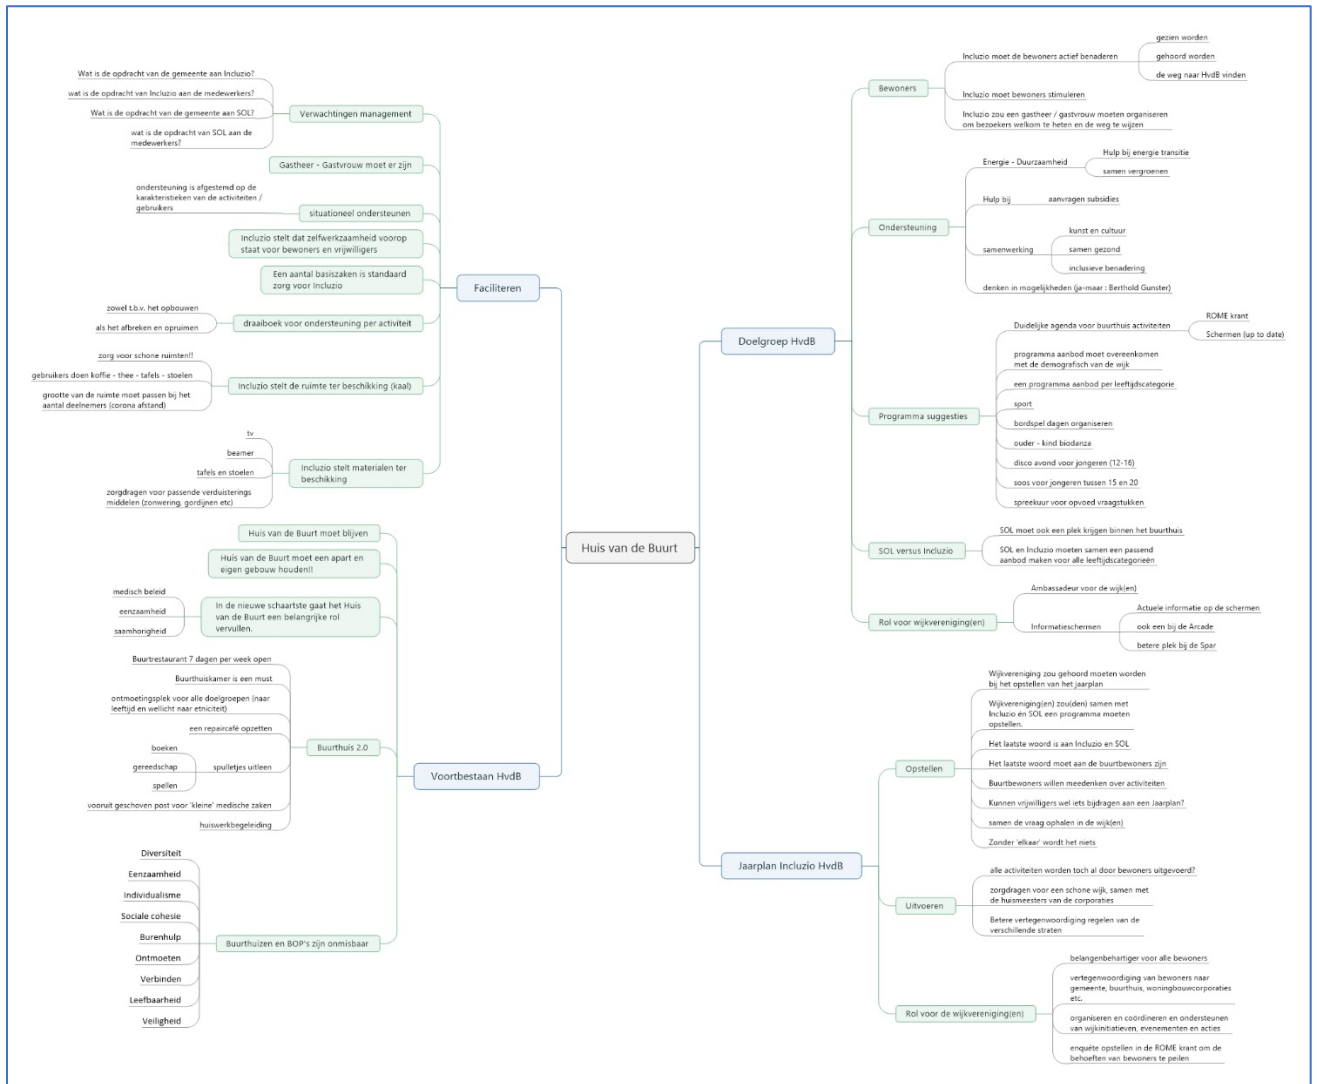 Huis van de Buurt
Faciliteren
Verwachtingen management
Wat is de opdracht van de gemeente aan Incluzio?
wat is de opdracht van Incluzio aan de medewerkers?
Wat is de opdracht van de gemeente aan SOL?
wat is de opdracht van SOL aan de
medewerkers?
Gastheer - Gastvrouw moet er zijn
situationeel ondersteunen
ondersteuning is afgestemd op de
karakteristieken van de activiteiten /
gebruikers
Incluzio stelt dat zelfwerkzaamheid voorop
staat voor bewoners en vrijwilligers
Een aantal basiszaken is standaard
zorg voor Incluzio
draaiboek voor ondersteuning per activiteit
zowel t.b.v. het opbouwen
als het afbreken en opruimen
Incluzio stelt de ruimte ter beschikking (kaal)
zorg voor schone ruimten!!
gebruikers doen koffie - thee - tafels - stoelen
grootte van de ruimte moet passen bij het
aantal deelnemers (corona afstand)
Incluzio stelt materialen ter
beschikking
tv
beamer
tafels en stoelen
zorgdragen voor passende verduisterings
middelen (zonwering, gordijnen etc)
Voortbestaan HvdB
Huis van de Buurt moet blijven
Huis van de Buurt moet een apart en
eigen gebouw houden!!
In de nieuwe schaartste gaat het Huis
van de Buurt een belangrijke rol
vervullen.
medisch beleid
eenzaamheid
saamhorigheid
Buurthuis 2.0
Buurtrestaurant 7 dagen per week open
Buurthuiskamer is een must
ontmoetingsplek voor alle doelgroepen (naar
leeftijd en wellicht naar etniciteit)
een repaircafé opzetten
spulletjes uitleen
boeken
gereedschap
spellen
vooruit geschoven post voor 'kleine' medische zaken
huiswerkbegeleiding
Buurthuizen en BOP's zijn onmisbaar
Diversiteit
Eenzaamheid
Individualisme
Sociale cohesie
Burenhulp
Ontmoeten
Verbinden
Leefbaarheid
Veiligheid
Doelgroep HvdB
Bewoners
Incluzio moet de bewoners actief benaderen
gezien worden
gehoord worden
de weg naar HvdB vinden
Incluzio moet bewoners stimuleren
Incluzio zou een gastheer / gastvrouw moeten organiseren
om bezoekers welkom te heten en de weg te wijzen
Ondersteuning
Energie - Duurzaamheid
Hulp bij energie transitie
samen vergroenen
Hulp bij
aanvragen subsidies
samenwerking
kunst en cultuur
samen gezond
inclusieve benadering
denken in mogelijkheden (ja-maar : Berthold Gunster)
Programma suggesties
Duidelijke agenda voor buurthuis activiteiten
ROME krant
Schermen (up to date)
programma aanbod moet overeenkomen
met de demografisch van de wijk
een programma aanbod per leeftijdscategorie
sport
bordspel dagen organiseren
ouder - kind biodanza
disco avond voor jongeren (12-16)
soos voor jongeren tussen 15 en 20
spreekuur voor opvoed vraagstukken
SOL versus Incluzio
SOL moet ook een plek krijgen binnen het buurthuis
SOL en Incluzio moeten samen een passend
aanbod maken voor alle leeftijdscategorieën
Rol voor wijkvereniging(en)
Ambassadeur voor de wijk(en)
Informatieschermen
Actuele informatie op de schermen
ook een bij de Arcade
betere plek bij de Spar
Jaarplan Incluzio HvdB
Opstellen
Wijkvereniging zou gehoord moeten worden
bij het opstellen van het jaarplan
Wijkvereniging(en) zou(den) samen met
Incluzio én SOL een programma moeten
opstellen.
Het laatste woord is aan Incluzio en SOL
Het laatste woord moet aan de buurtbewoners zijn
Buurtbewoners willen meedenken over activiteiten
Kunnen vrijwilligers wel iets bijdragen aan een Jaarplan?
samen de vraag ophalen in de wijk(en)
Zonder 'elkaar' wordt het niets
Uitvoeren
alle activiteiten worden toch al door bewoners uitgevoerd?
zorgdragen voor een schone wijk, samen met
de huismeesters van de corporaties
Betere vertegenwoordiging regelen van de
verschillende straten
Rol voor de wijkvereniging(en)
belangenbehartiger voor alle bewoners
vertegenwoordiging van bewoners naar
gemeente, buurthuis, woningbouwcorporaties
etc.
organiseren en coördineren en ondersteunen
van wijkinitiatieven, evenementen en acties
enquête opstellen in de ROME krant om de
behoeften van bewoners te peilen